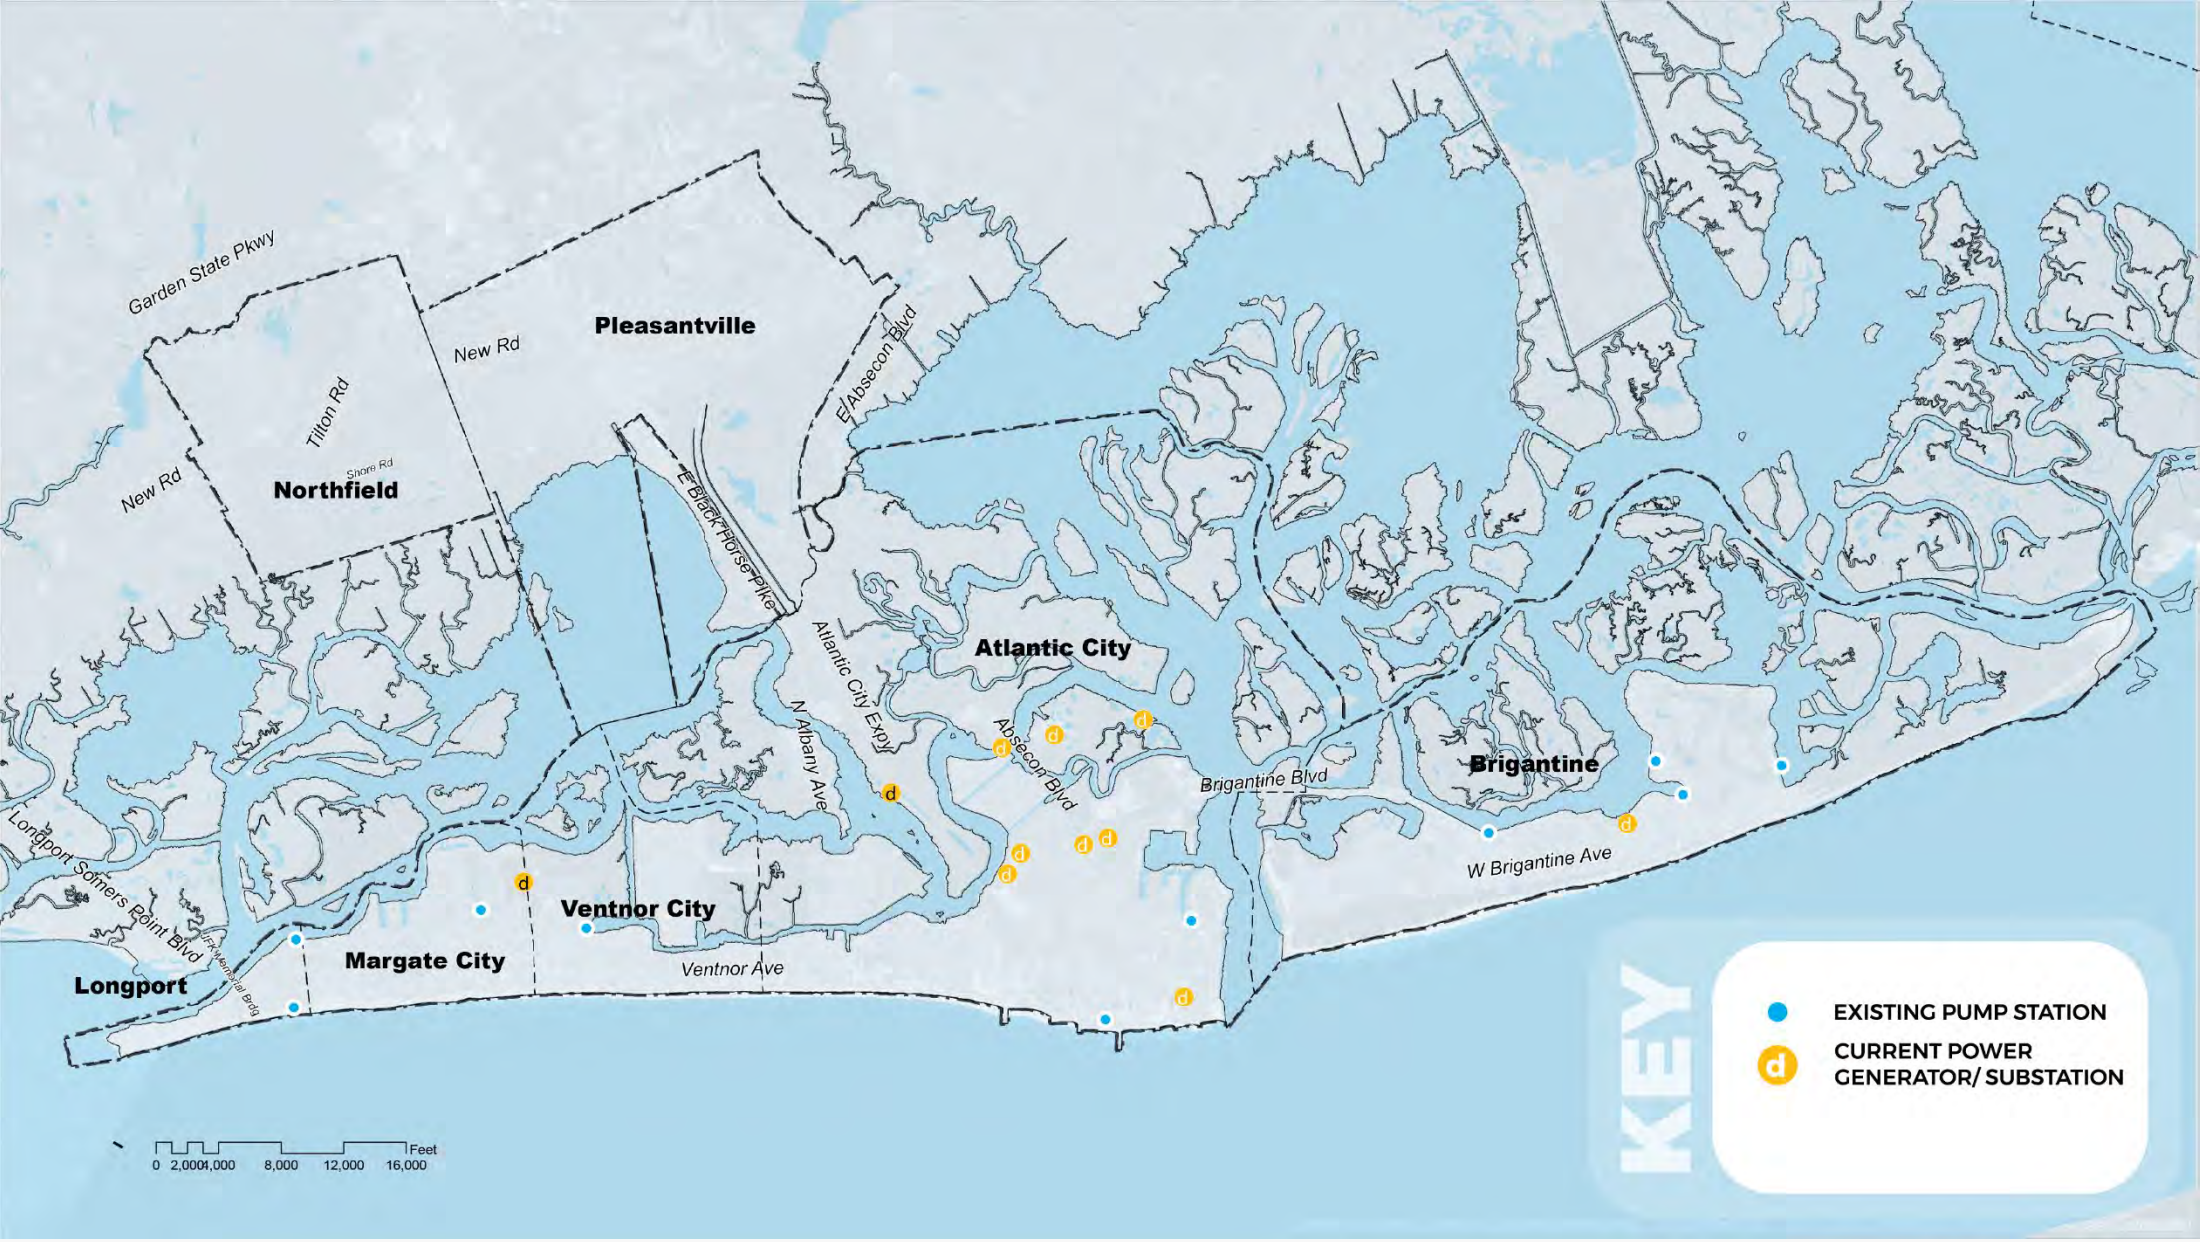 Garden State Pkwy
Pleasantville
New Rd
E Absecon Blvd
Tilton Rd
Shore Rd
Northfield
New Rd
E Black Horse Pike
Atlantic City Expy
Atlantic City
N Albany Ave
Absecon Blvd
Brigantine Blvd
Brigantine
W Brigantine Ave
Longport Somers Point Blvd
JFK Memorial Brdg
Ventnor City
Margate City
Ventnor Ave
Longport
d
d
d
d
d
d
d
d
d
d
d
KEY
EXISTING PUMP STATION
d
CURRENT POWER
GENERATOR/ SUBSTATION
Feet
0 2,000 4,000 8,000 12,000 16,000